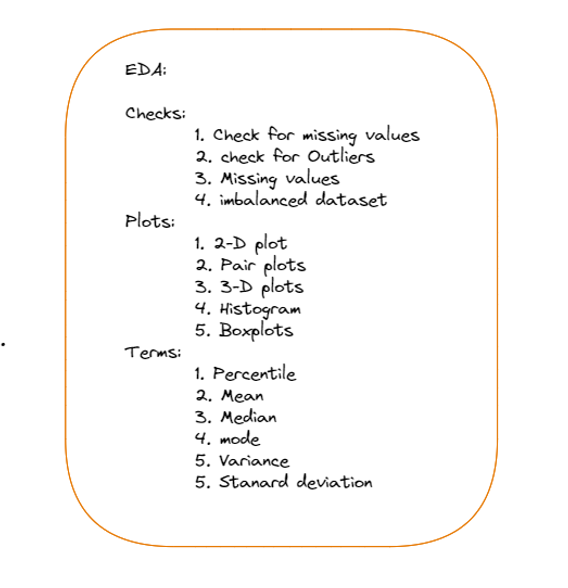 EDA:
Checks:
1. Check for missing values
2. check for Outliers
3. Missing values
4. imbalanced dataset
Plots:
1. 2-D plot
2. Pair plots
3. 3-D plots
4. Histogram
5. Boxplots
Terms:
1. Percentile
2. Mean
3. Median
4. mode
5. Variance
5. Stanard deviation